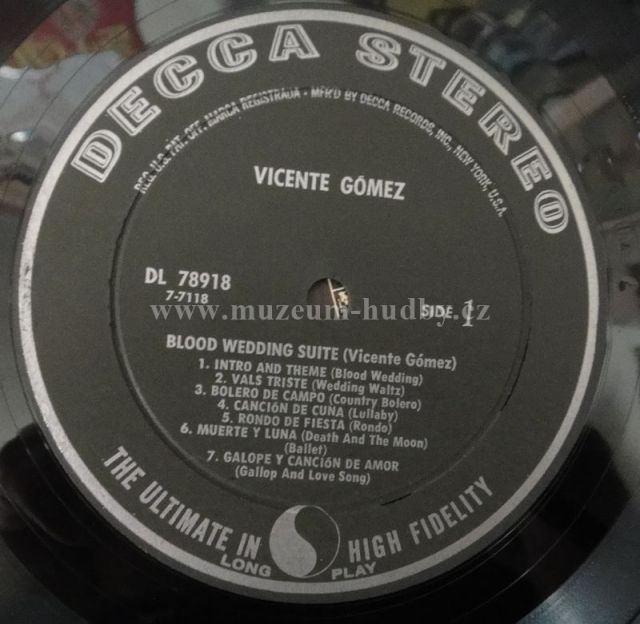 DECCA STEREO
REG. U.S. PAT. OFF. MARCA REGISTRADA - MFR'D BY DECCA RECORDS, INC., NEW YORK, U.S.A.
VICENTE GÓMEZ
DL 78918
7-7118
SIDE 1
www.muzeum-hudby.cz
BLOOD WEDDING SUITE (Vicente Gómez)
1. INTRO AND THEME (Blood Wedding)
2. VALS TRISTE (Wedding Waltz)
3. BOLERO DE CAMPO (Country Bolero)
4. CANCIÓN DE CUÑA (Lullaby)
5. RONDO DE FIESTA (Rondo)
6. MUERTE Y LUNA (Death And The Moon)
(Ballet)
7. GALOPE Y CANCIÓN DE AMOR
(Gallop And Love Song)
THE ULTIMATE IN HIGH FIDELITY
LONG PLAY